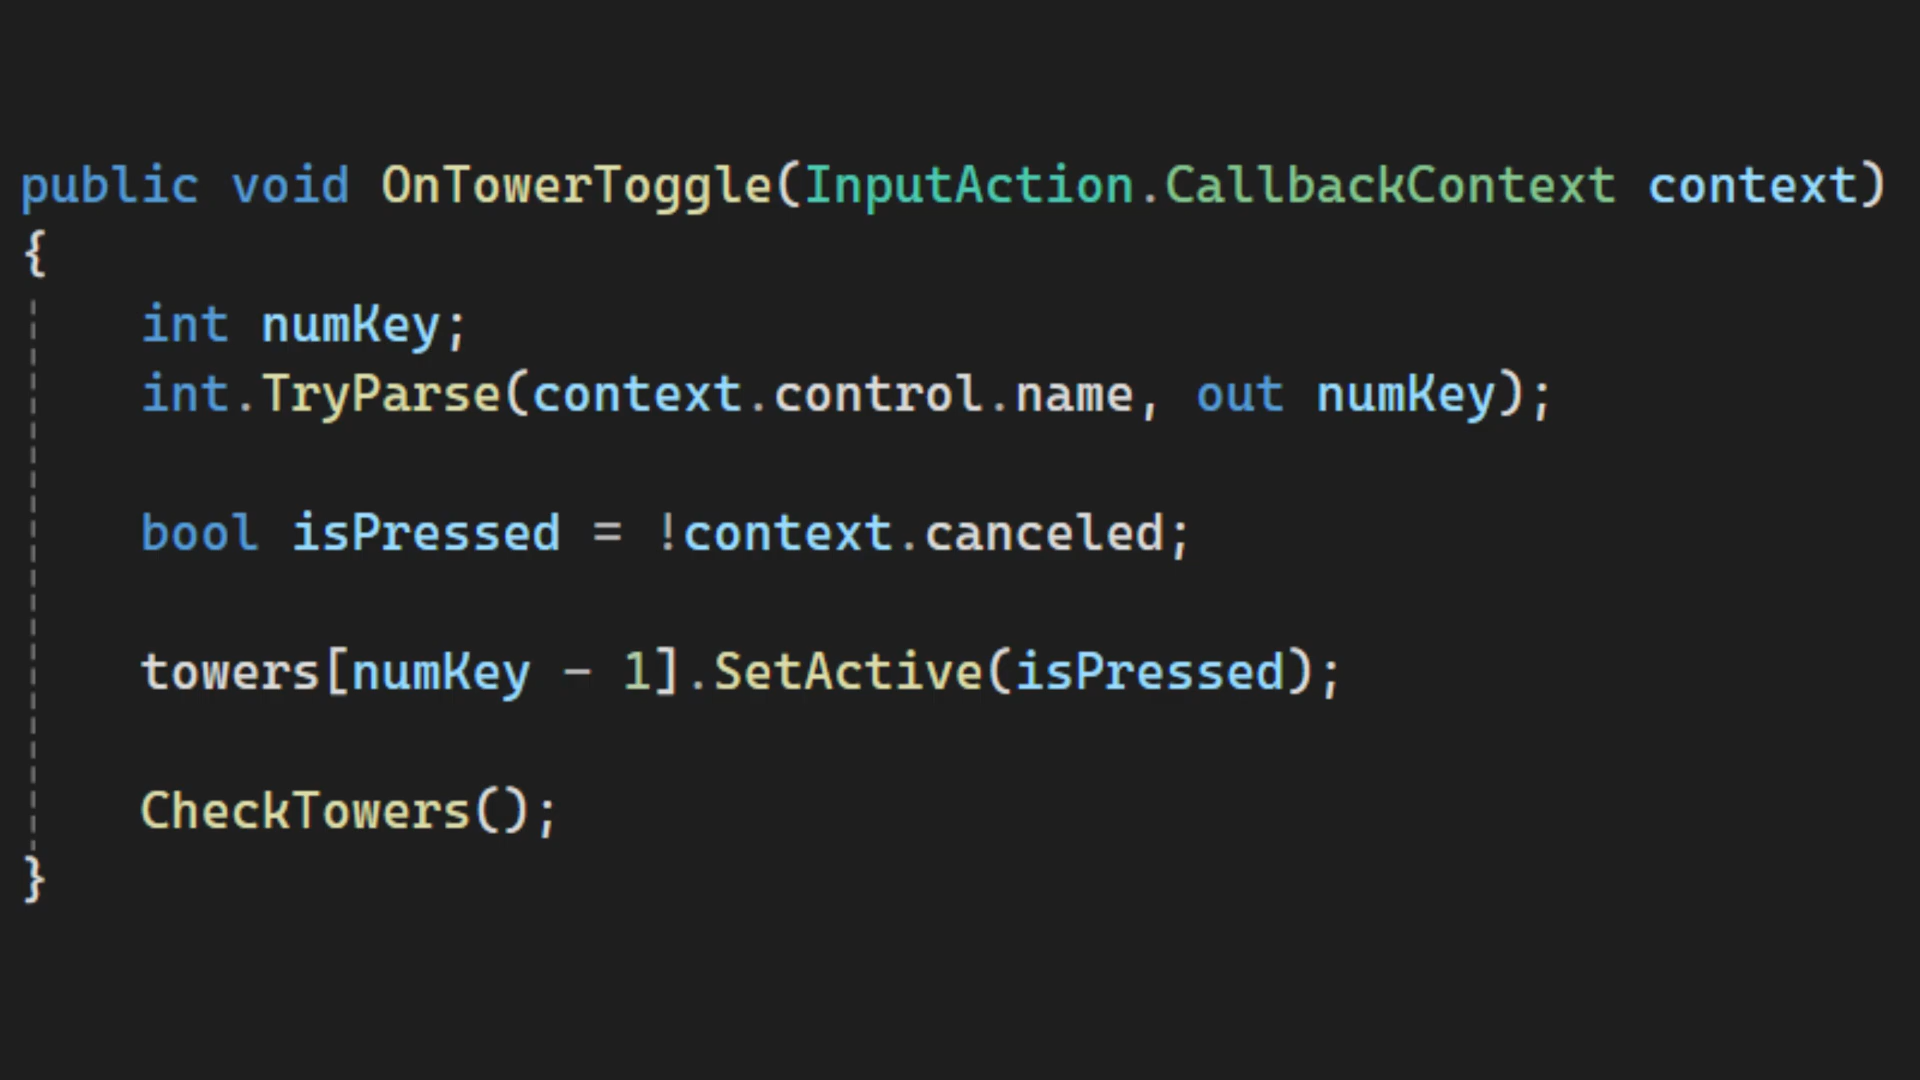 public void OnTowerToggle(InputAction.CallbackContext context)
{
int numKey;
int.TryParse(context.control.name, out numKey);
bool isPressed = !context.canceled;
towers[numKey - 1].SetActive(isPressed);
CheckTowers();
}